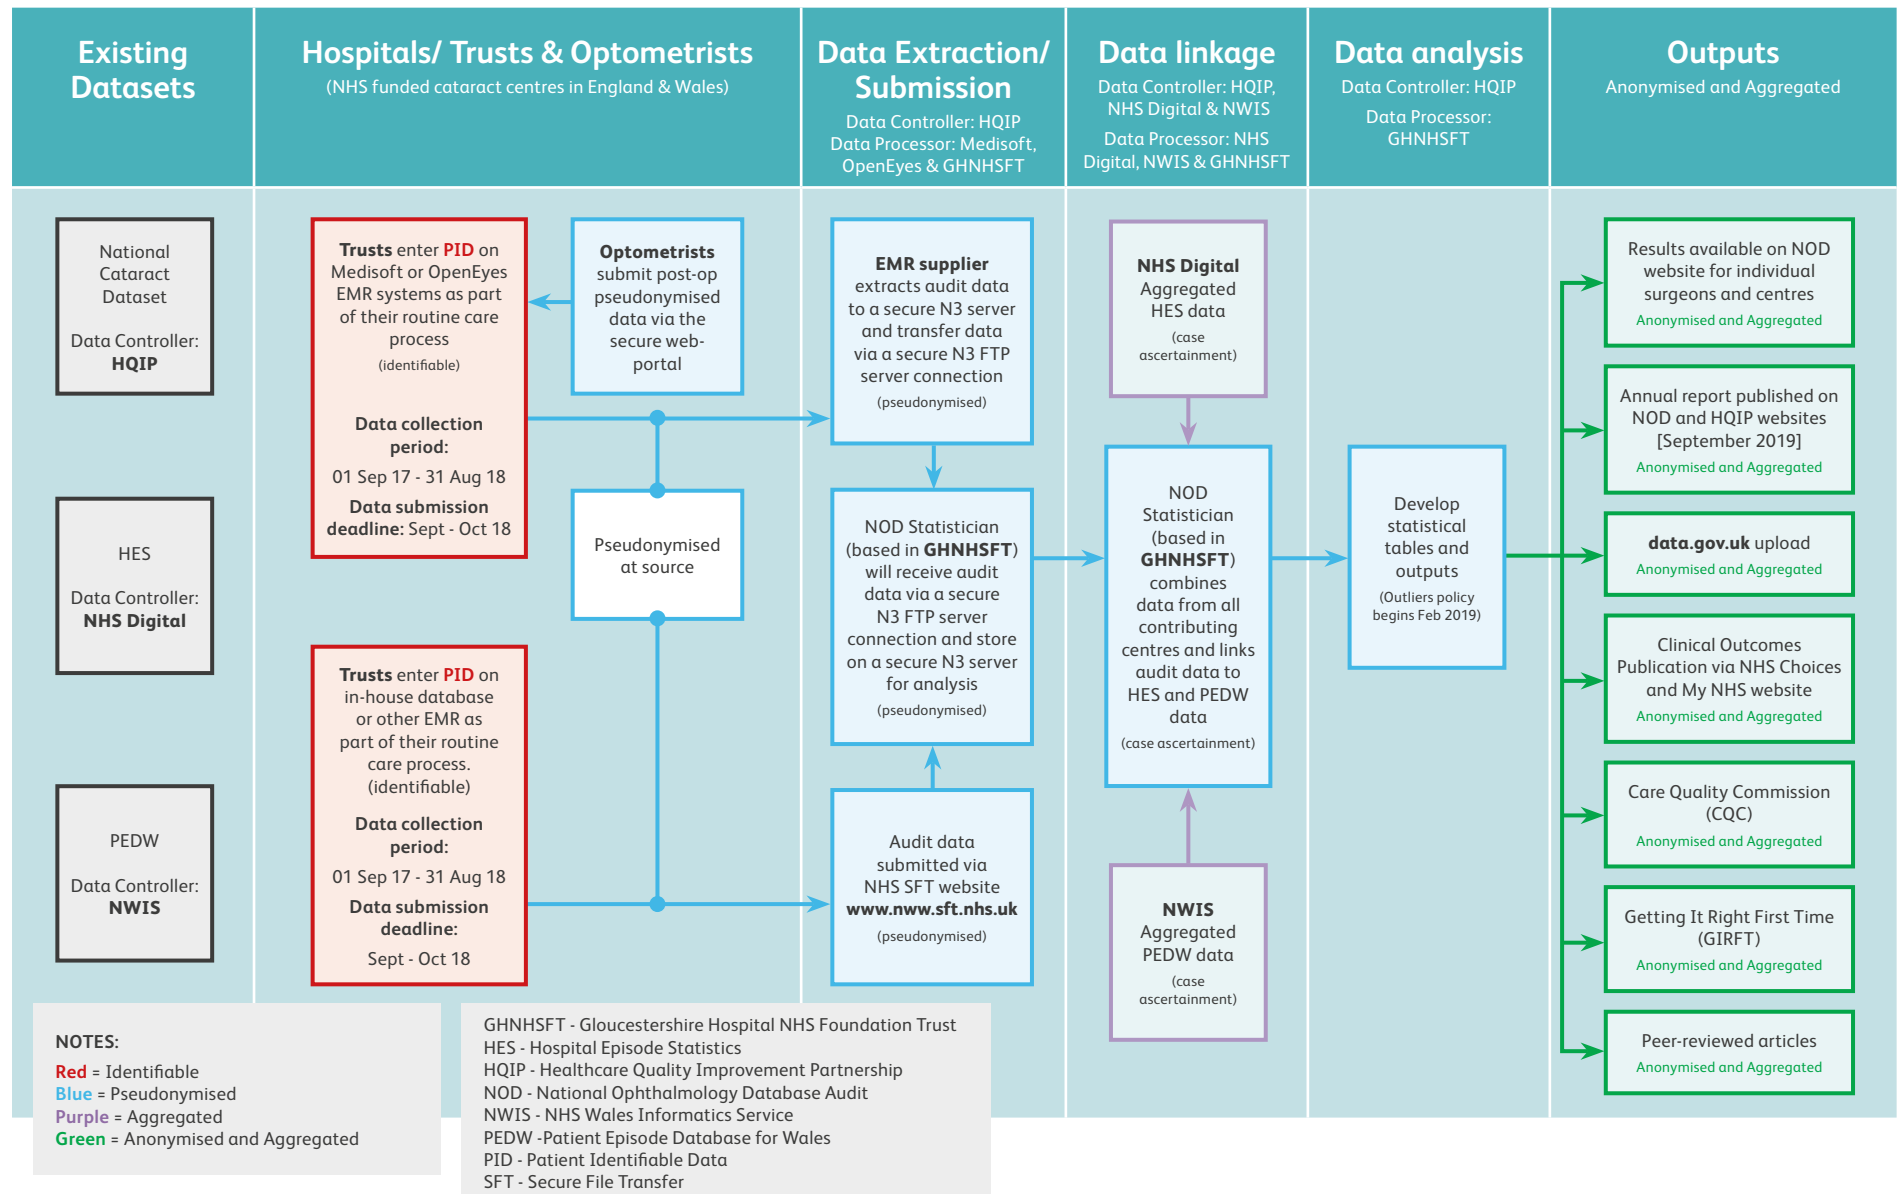 Existing
Datasets
Hospitals/ Trusts & Optometrists
(NHS funded cataract centres in England & Wales)
Data Extraction/
Submission
Data Controller: HQIP
Data Processor: Medisoft,
OpenEyes & GHNHSFT
Data linkage
Data Controller: HQIP,
NHS Digital & NWIS
Data Processor: NHS
Digital, NWIS & GHNHSFT
Data analysis
Data Controller: HQIP
Data Processor:
GHNHSFT
Outputs
Anonymised and Aggregated
National
Cataract
Dataset
Data Controller:
HQIP
HES
Data Controller:
NHS Digital
PEDW
Data Controller:
NWIS
Trusts enter PID on
Medisoft or OpenEyes
EMR systems as part
of their routine care
process
(identifiable)
Data collection
period:
01 Sep 17 - 31 Aug 18
Data submission
deadline: Sept - Oct 18
Trusts enter PID on
in-house database
or other EMR as
part of their routine
care process.
(identifiable)
Data collection
period:
01 Sep 17 - 31 Aug 18
Data submission
deadline:
Sept - Oct 18
Optometrists
submit post-op
pseudonymised
data via the
secure web-
portal
Pseudonymised
at source
EMR supplier
extracts audit data
to a secure N3 server
and transfer data
via a secure N3 FTP
server connection
(pseudonymised)
NOD Statistician
(based in GHNHSFT)
will receive audit
data via a secure
N3 FTP server
connection and store
on a secure N3 server
for analysis
(pseudonymised)
Audit data
submitted via
NHS SFT website
www.nww.sft.nhs.uk
(pseudonymised)
NHS Digital
Aggregated
HES data
(case
ascertainment)
NOD
Statistician
(based in
GHNHSFT)
combines
data from all
contributing
centres and links
audit data to
HES and PEDW
data
(case ascertainment)
NWIS
Aggregated
PEDW data
(case
ascertainment)
Develop
statistical
tables and
outputs
(Outliers policy
begins Feb 2019)
Results available on NOD
website for individual
surgeons and centres
Anonymised and Aggregated
Annual report published on
NOD and HQIP websites
[September 2019]
Anonymised and Aggregated
data.gov.uk upload
Anonymised and Aggregated
Clinical Outcomes
Publication via NHS Choices
and My NHS website
Anonymised and Aggregated
Care Quality Commission
(CQC)
Anonymised and Aggregated
Getting It Right First Time
(GIRFT)
Anonymised and Aggregated
Peer-reviewed articles
Anonymised and Aggregated
NOTES:
Red = Identifiable
Blue = Pseudonymised
Purple = Aggregated
Green = Anonymised and Aggregated
GHNHSFT - Gloucestershire Hospital NHS Foundation Trust
HES - Hospital Episode Statistics
HQIP - Healthcare Quality Improvement Partnership
NOD - National Ophthalmology Database Audit
NWIS - NHS Wales Informatics Service
PEDW -Patient Episode Database for Wales
PID - Patient Identifiable Data
SFT - Secure File Transfer